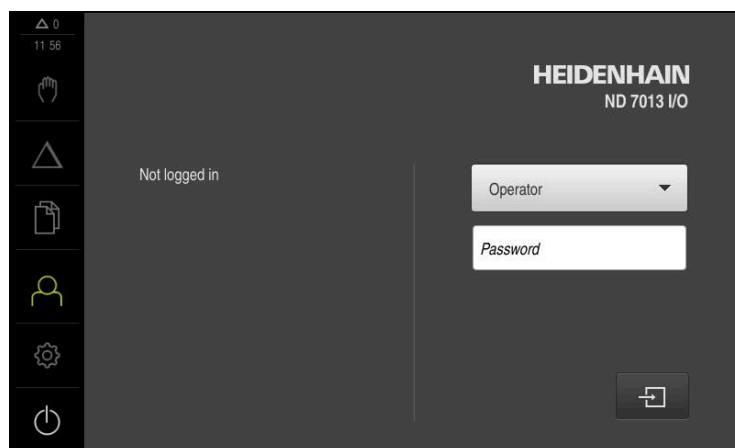 0
11 56
HEIDENHAIN
ND 7013 I/O
Not logged in
Operator
Password